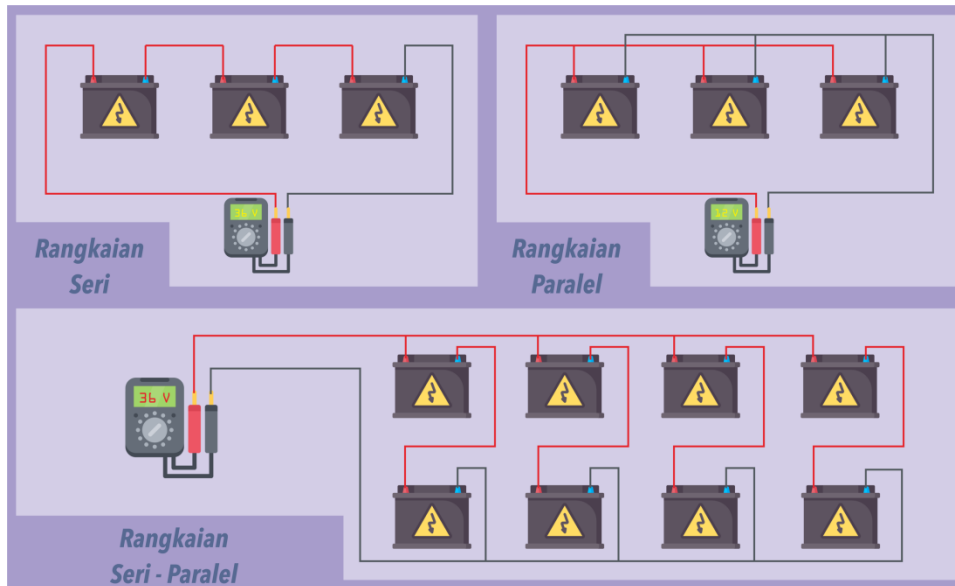 36 V
Rangkaian
Seri
12 V
Rangkaian
Paralel
36 V
Rangkaian
Seri - Paralel